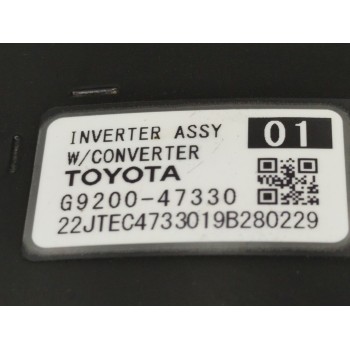 INVERTER ASSY 01
W/CONVERTER
TOYOTA
G9200-47330
22JTEC4733019B280229